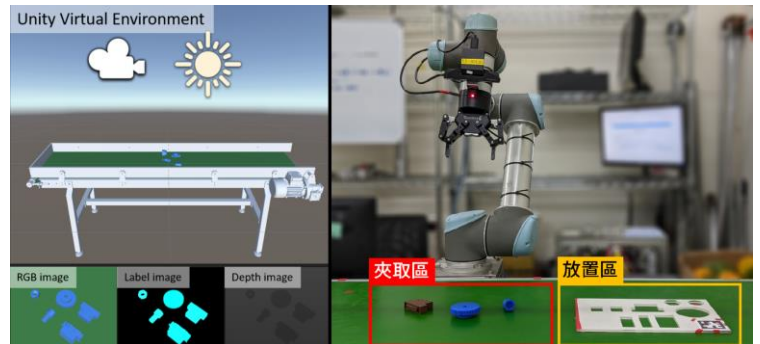 Unity Virtual Environment
RGB image
Label image
Depth image
夾取區
放置區